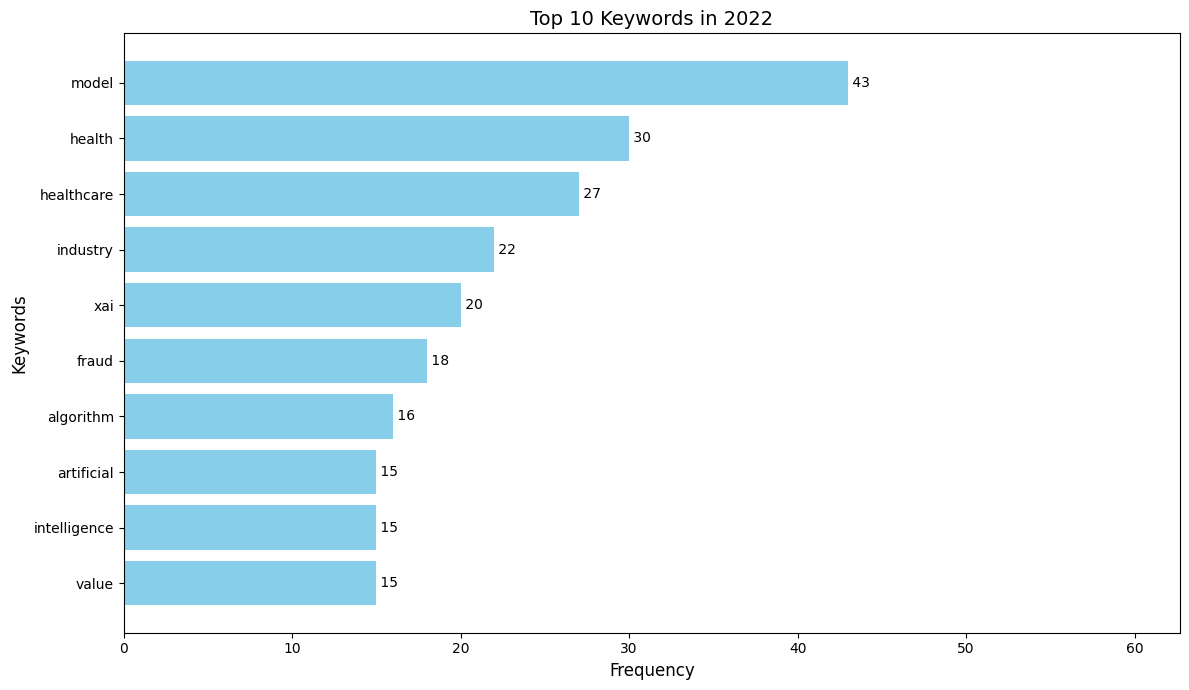 Top 10 Keywords in 2022
Keywords
model 43
health 30
healthcare 27
industry 22
xai 20
fraud 18
algorithm 16
artificial 15
intelligence 15
value 15
0 10 20 30 40 50 60
Frequency